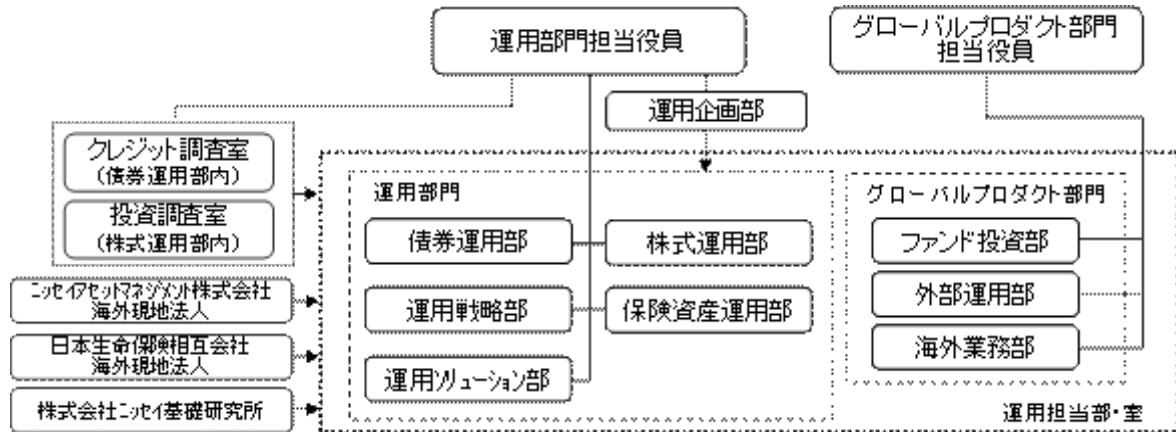 運用部門担当役員
グローバルプロダクト部門
担当役員
運用企画部
クレジット調査室
(債券運用部内)
投資調査室
(株式運用部内)
運用部門
グローバルプロダクト部門
債券運用部
株式運用部
ファンド投資部
ニッセイアセットマネジメント株式会社
海外現地法人
運用戦略部
保険資産運用部
外部運用部
日本生命保険相互会社
海外現地法人
運用ソリューション部
海外業務部
株式会社ニッセイ基礎研究所
運用担当部・室